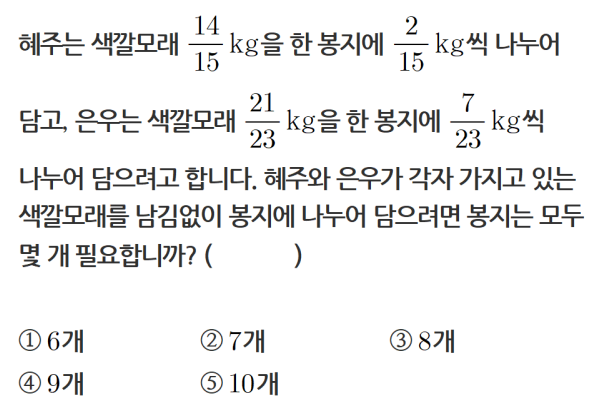 혜주는 색깔모래 14/15 kg을 한 봉지에 2/15 kg씩 나누어
담고, 은우는 색깔모래 21/23 kg을 한 봉지에 7/23 kg씩
나누어 담으려고 합니다. 혜주와 은우가 각자 가지고 있는
색깔모래를 남김없이 봉지에 나누어 담으려면 봉지는 모두
몇 개 필요합니까? (　　　)
① 6개 ② 7개 ③ 8개
④ 9개 ⑤ 10개